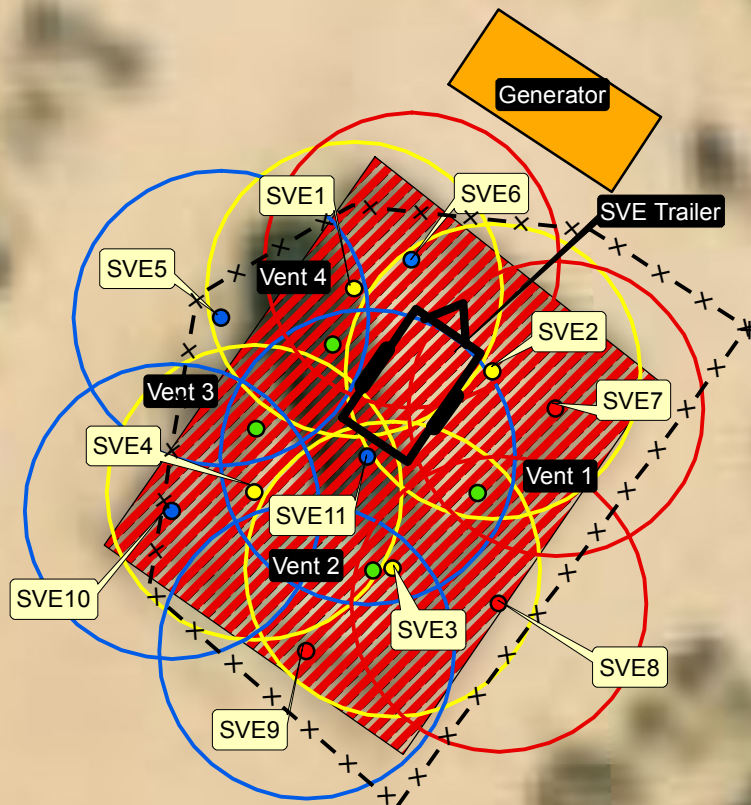 Generator
SVE1
SVE6
SVE Trailer
SVE5
Vent 4
SVE2
Vent 3
SVE7
SVE4
Vent 1
SVE11
Vent 2
SVE10
SVE3
SVE8
SVE9